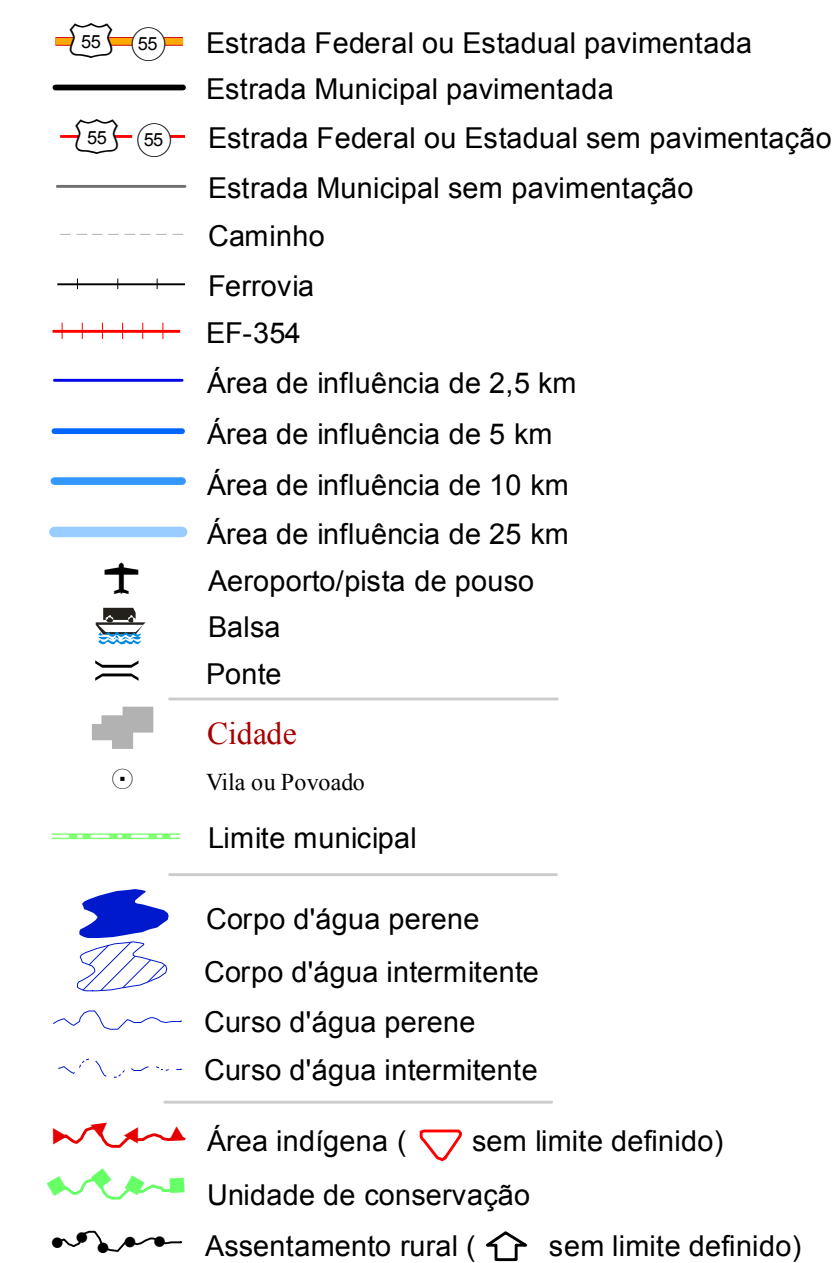 55 55 Estrada Federal ou Estadual pavimentada
Estrada Municipal pavimentada
55 55 Estrada Federal ou Estadual sem pavimentação
Estrada Municipal sem pavimentação
Caminho
Ferrovia
EF-354
Área de influência de 2,5 km
Área de influência de 5 km
Área de influência de 10 km
Área de influência de 25 km
Aeroporto/pista de pouso
Balsa
Ponte
Cidade
Vila ou Povoado
Limite municipal
Corpo d'água perene
Corpo d'água intermitente
Curso d'água perene
Curso d'água intermitente
Área indígena ( sem limite definido)
Unidade de conservação
Assentamento rural ( sem limite definido)